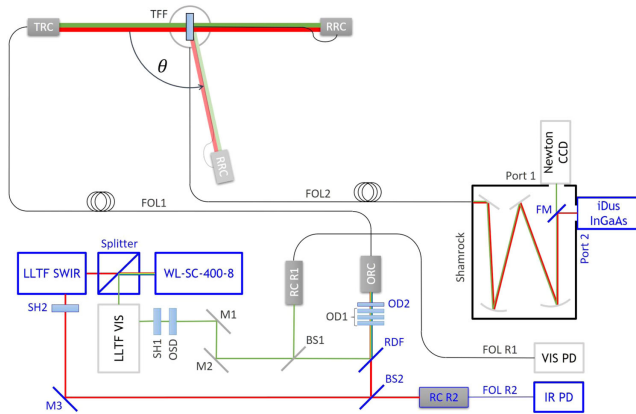 TFF
TRC
RRC
θ
RRC
Newton
CCD
Port 1
FOL1
FOL2
FM
iDus
InGaAs
Shamrock
Port 2
Splitter
LLTF SWIR
WL-SC-400-8
RC R1
ORC
SH2
OD2
OD1
M1
LLTF VIS
SH1
OSD
M2
BS1
RDF
FOL R1
VIS PD
BS2
M3
RC R2
FOL R2
IR PD